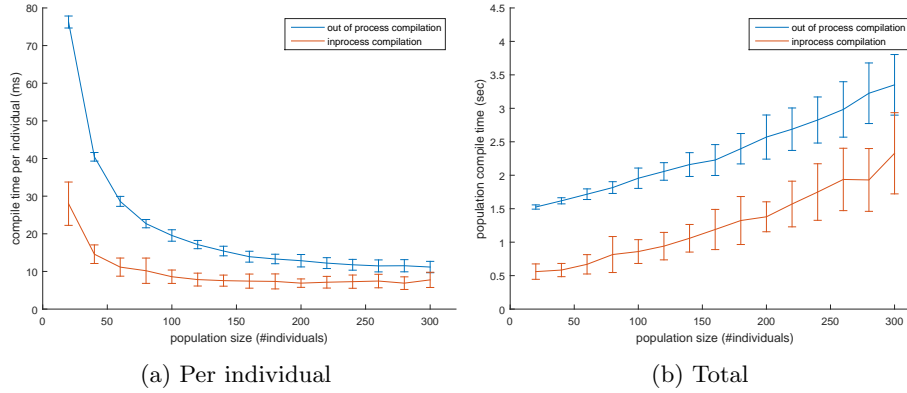 80
70
60
50
40
30
20
10
0
compile time per individual (ms)
out of process compilation
inprocess compilation
0 50 100 150 200 250 300
population size (#individuals)
(a) Per individual
4.5
4
3.5
3
2.5
2
1.5
1
0.5
0
population compile time (sec)
out of process compilation
inprocess compilation
0 50 100 150 200 250 300
population size (#individuals)
(b) Total